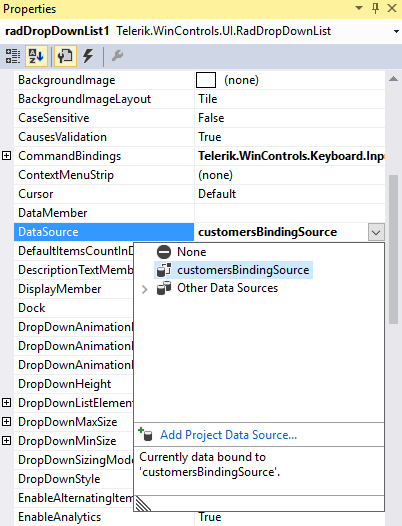 Properties
radDropDownList1 Telerik.WinControls.UI.RadDropDownList
BackgroundImage (none)
BackgroundImageLayout Tile
CaseSensitive False
CausesValidation True
CommandBindings Telerik.WinControls.Keyboard.Inp
ContextMenuStrip (none)
Cursor Default
DataMember
DataSource customersBindingSource
DefaultItemsCountInD
None
DescriptionTextMemb
customersBindingSource
DisplayMember
Other Data Sources
Dock
DropDownAnimation
DropDownAnimation
DropDownAnimation
DropDownHeight
DropDownListElemen
DropDownMaxSize
DropDownMinSize
Add Project Data Source...
DropDownSizingMod
Currently data bound to
DropDownStyle
'customersBindingSource'.
EnableAlternatingItem
EnableAnalytics True